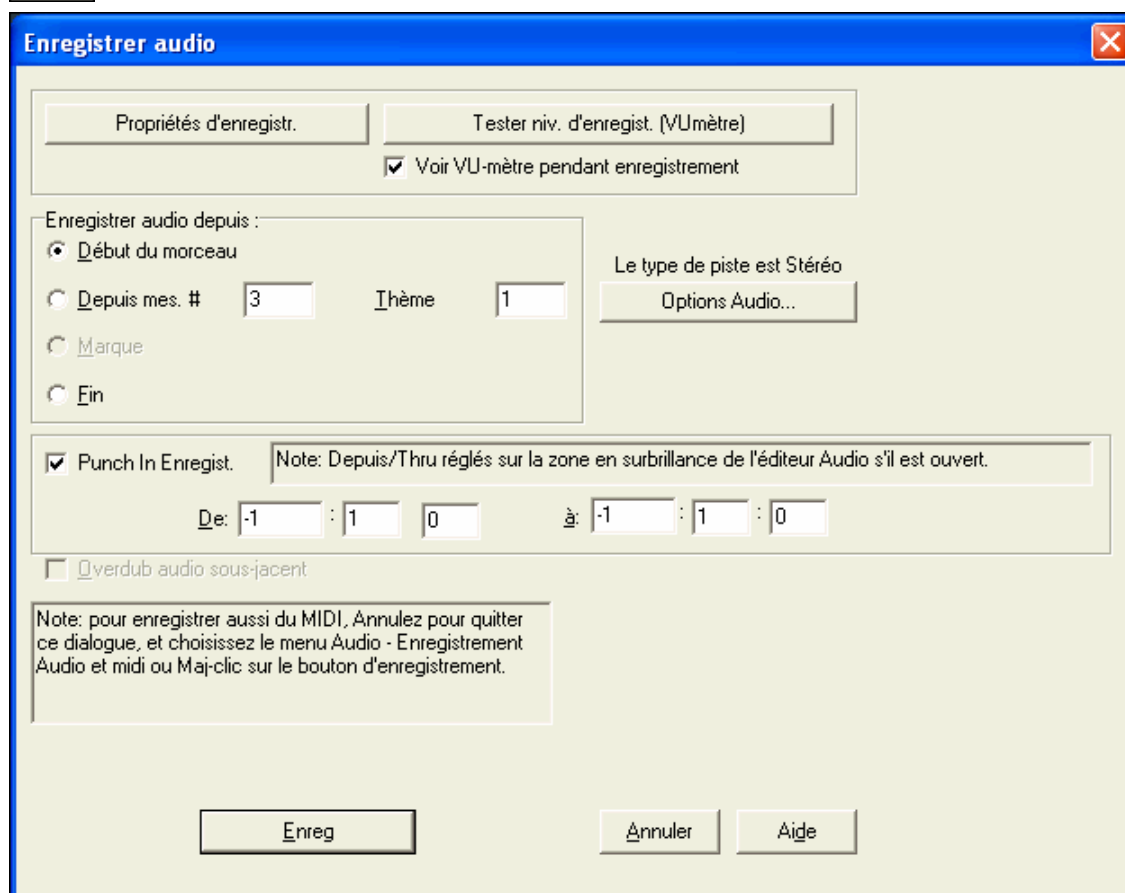 Enregistrer audio
Propriétés d'enregistr. Tester niv. d'enregist. (VUmètre)
Voir VU-mètre pendant enregistrement
Enregistrer audio depuis :
Début du morceau
Depuis mes. # 3 Thème 1
Marque
Fin
Le type de piste est Stéréo
Options Audio...
Punch In Enregist. Note: Depuis/Thru réglés sur la zone en surbrillance de l'éditeur Audio s'il est ouvert.
De: -1 : 1 0 à: -1 : 1 : 0
Overdub audio sous-jacent
Note: pour enregistrer aussi du MIDI, Annulez pour quitter
ce dialogue, et choisissez le menu Audio - Enregistrement
Audio et midi ou Maj-clic sur le bouton d'enregistrement.
Enreg Annuler Aide